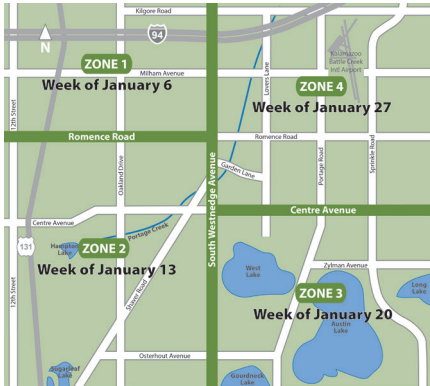 Kilgore Road
94
N
ZONE 1
Milham Avenue
Week of January 6
12th Street
Lovers Lane
Kalamazoo
Battle Creek
Intl Airport
ZONE 4
Week of January 27
Romence Road
Romence Road
Oakland Drive
South Westnedge Avenue
Garden Lane
Portage Road
Sprinkle Road
Centre Avenue
Centre Avenue
131
Hampton
Lake
Portage Creek
ZONE 2
Week of January 13
12th Street
Shaver Road
West
Lake
Zylman Avenue
ZONE 3
Long
Lake
Week of January 20
Austin
Lake
Osterhout Avenue
Sugarloaf
Lake
Gourdneck
Lake